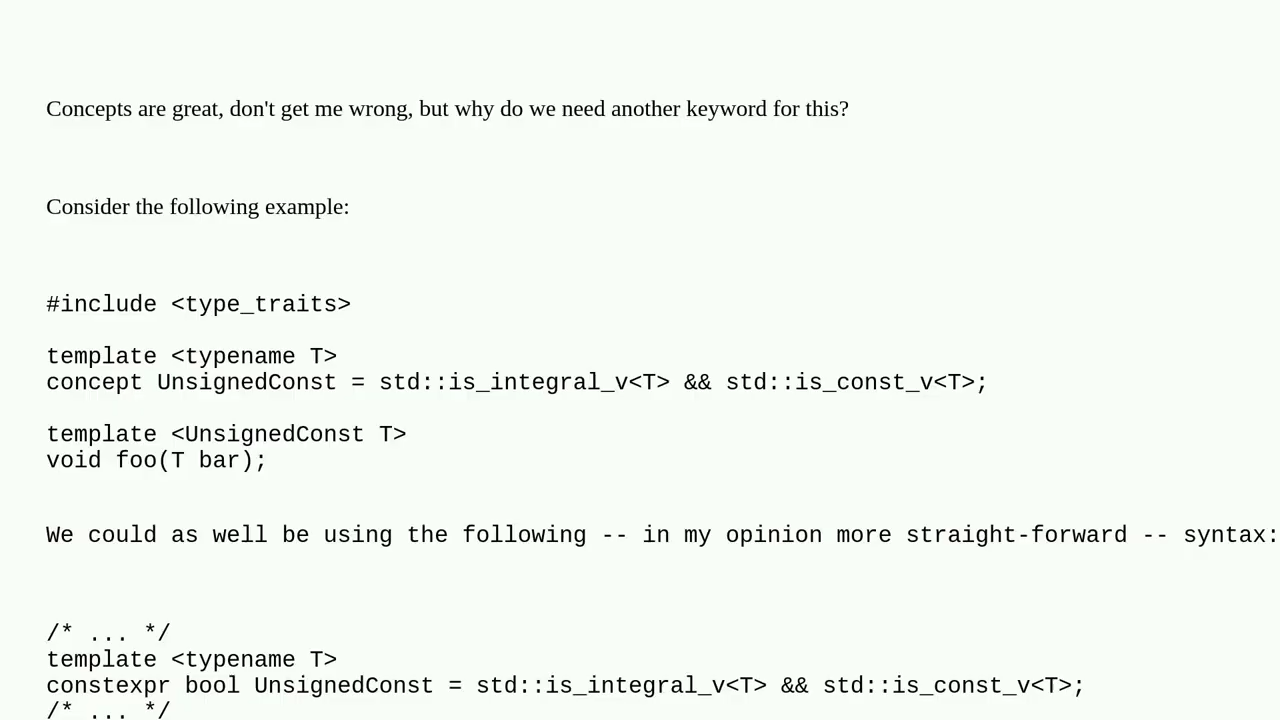 Concepts are great, don't get me wrong, but why do we need another keyword for this?
Consider the following example:
#include <type_traits>
template <typename T>
concept UnsignedConst = std::is_integral_v<T> && std::is_const_v<T>;
template <UnsignedConst T>
void foo(T bar);
We could as well be using the following -- in my opinion more straight-forward -- syntax:
/* ... */
template <typename T>
constexpr bool UnsignedConst = std::is_integral_v<T> && std::is_const_v<T>;
/* ... */